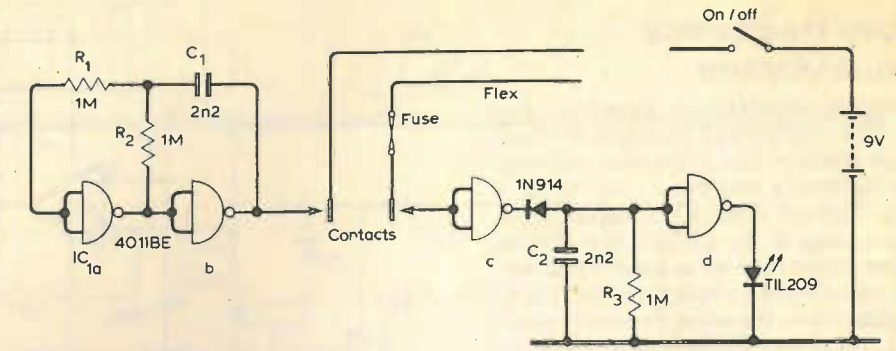 On / off
R1
1M
C1
2n2
R2
1M
Flex
Fuse
9V
IC1a
4011BE
b
Contacts
c
1N914
C2
2n2
R3
1M
d
TIL209